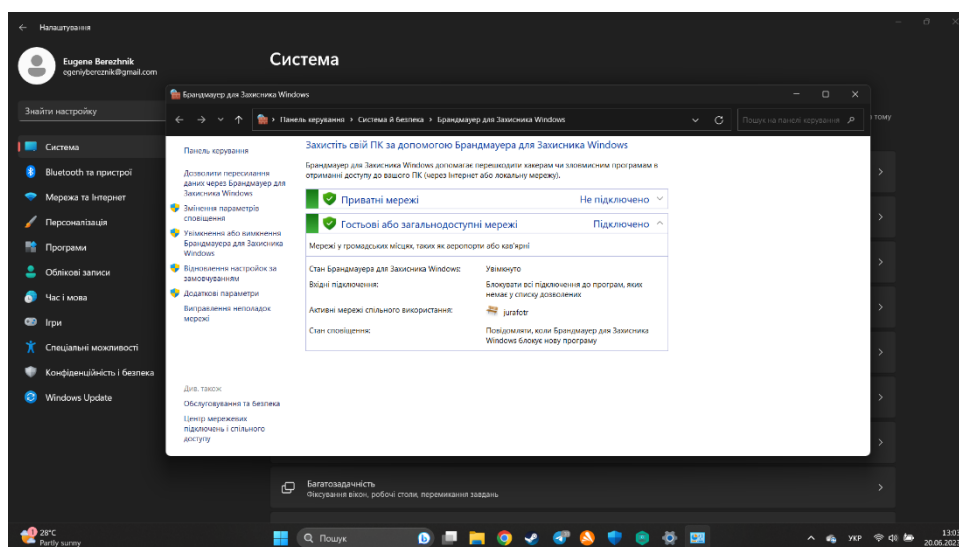 Налаштування
Eugene Berezhnik
egeniybereznik@gmail.com
Знайти настройку
Система
Bluetooth та пристрої
Мережа та Інтернет
Персоналізація
Програми
Облікові записи
Час і мова
Ігри
Спеціальні можливості
Конфіденційність і безпека
Windows Update
Система
тому
Брандмауер для Захисника Windows
Панель керування › Система й безпека › Брандмауер для Захисника Windows
Пошук на панелі керування
Панель керування
Дозволити пересилання
даних через Брандмауер для
Захисника Windows
Змінення параметрів
сповіщення
Увімкнення або вимкнення
Брандмауера для Захисника
Windows
Відновлення настройок за
замовчуванням
Додаткові параметри
Виправлення неполадок
мережі
Див. також
Обслуговування та безпека
Центр мережевих
підключень і спільного
доступу
Захистіть свій ПК за допомогою Брандмауера для Захисника Windows
Брандмауер для Захисника Windows допомагає перешкодити хакерам чи зловмисним програмам в
отриманні доступу до вашого ПК (через Інтернет або локальну мережу).
Приватні мережі Не підключено
Гостьові або загальнодоступні мережі Підключено
Мережі у громадських місцях, таких як аеропорти або кав'ярні
Стан Брандмауера для Захисника Windows: Увімкнуто
Вхідні підключення: Блокувати всі підключення до програм, яких
немає у списку дозволених
Активні мережі спільного використання: jurafotr
Стан сповіщення: Повідомляти, коли Брандмауер для Захисника
Windows блокує нову програму
Багатозадачність
Фіксування вікон, робочі столи, перемикання завдань
28°C
Partly sunny
Пошук
УКР
13:03
20.06.2023